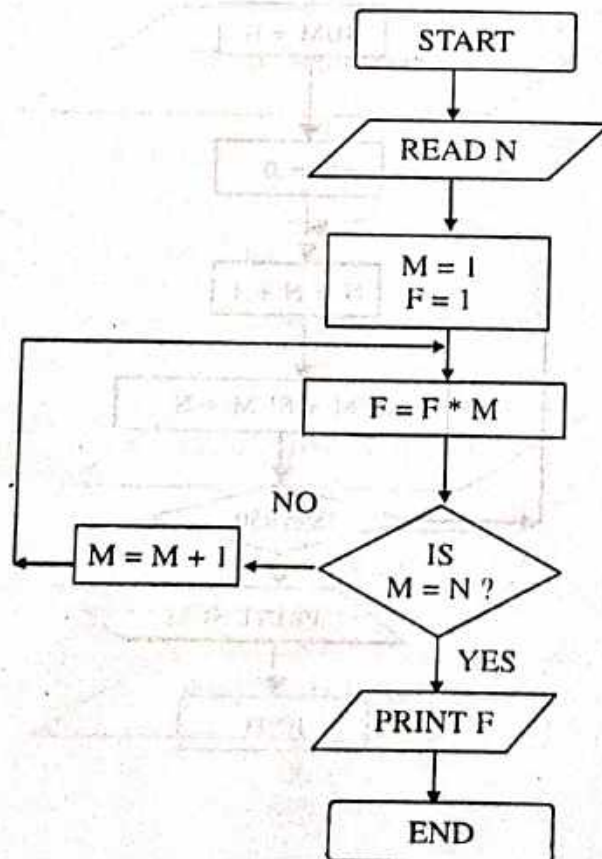 START
READ N
M = 1
F = 1
F = F * M
NO
M = M + 1
IS
M = N ?
YES
PRINT F
END